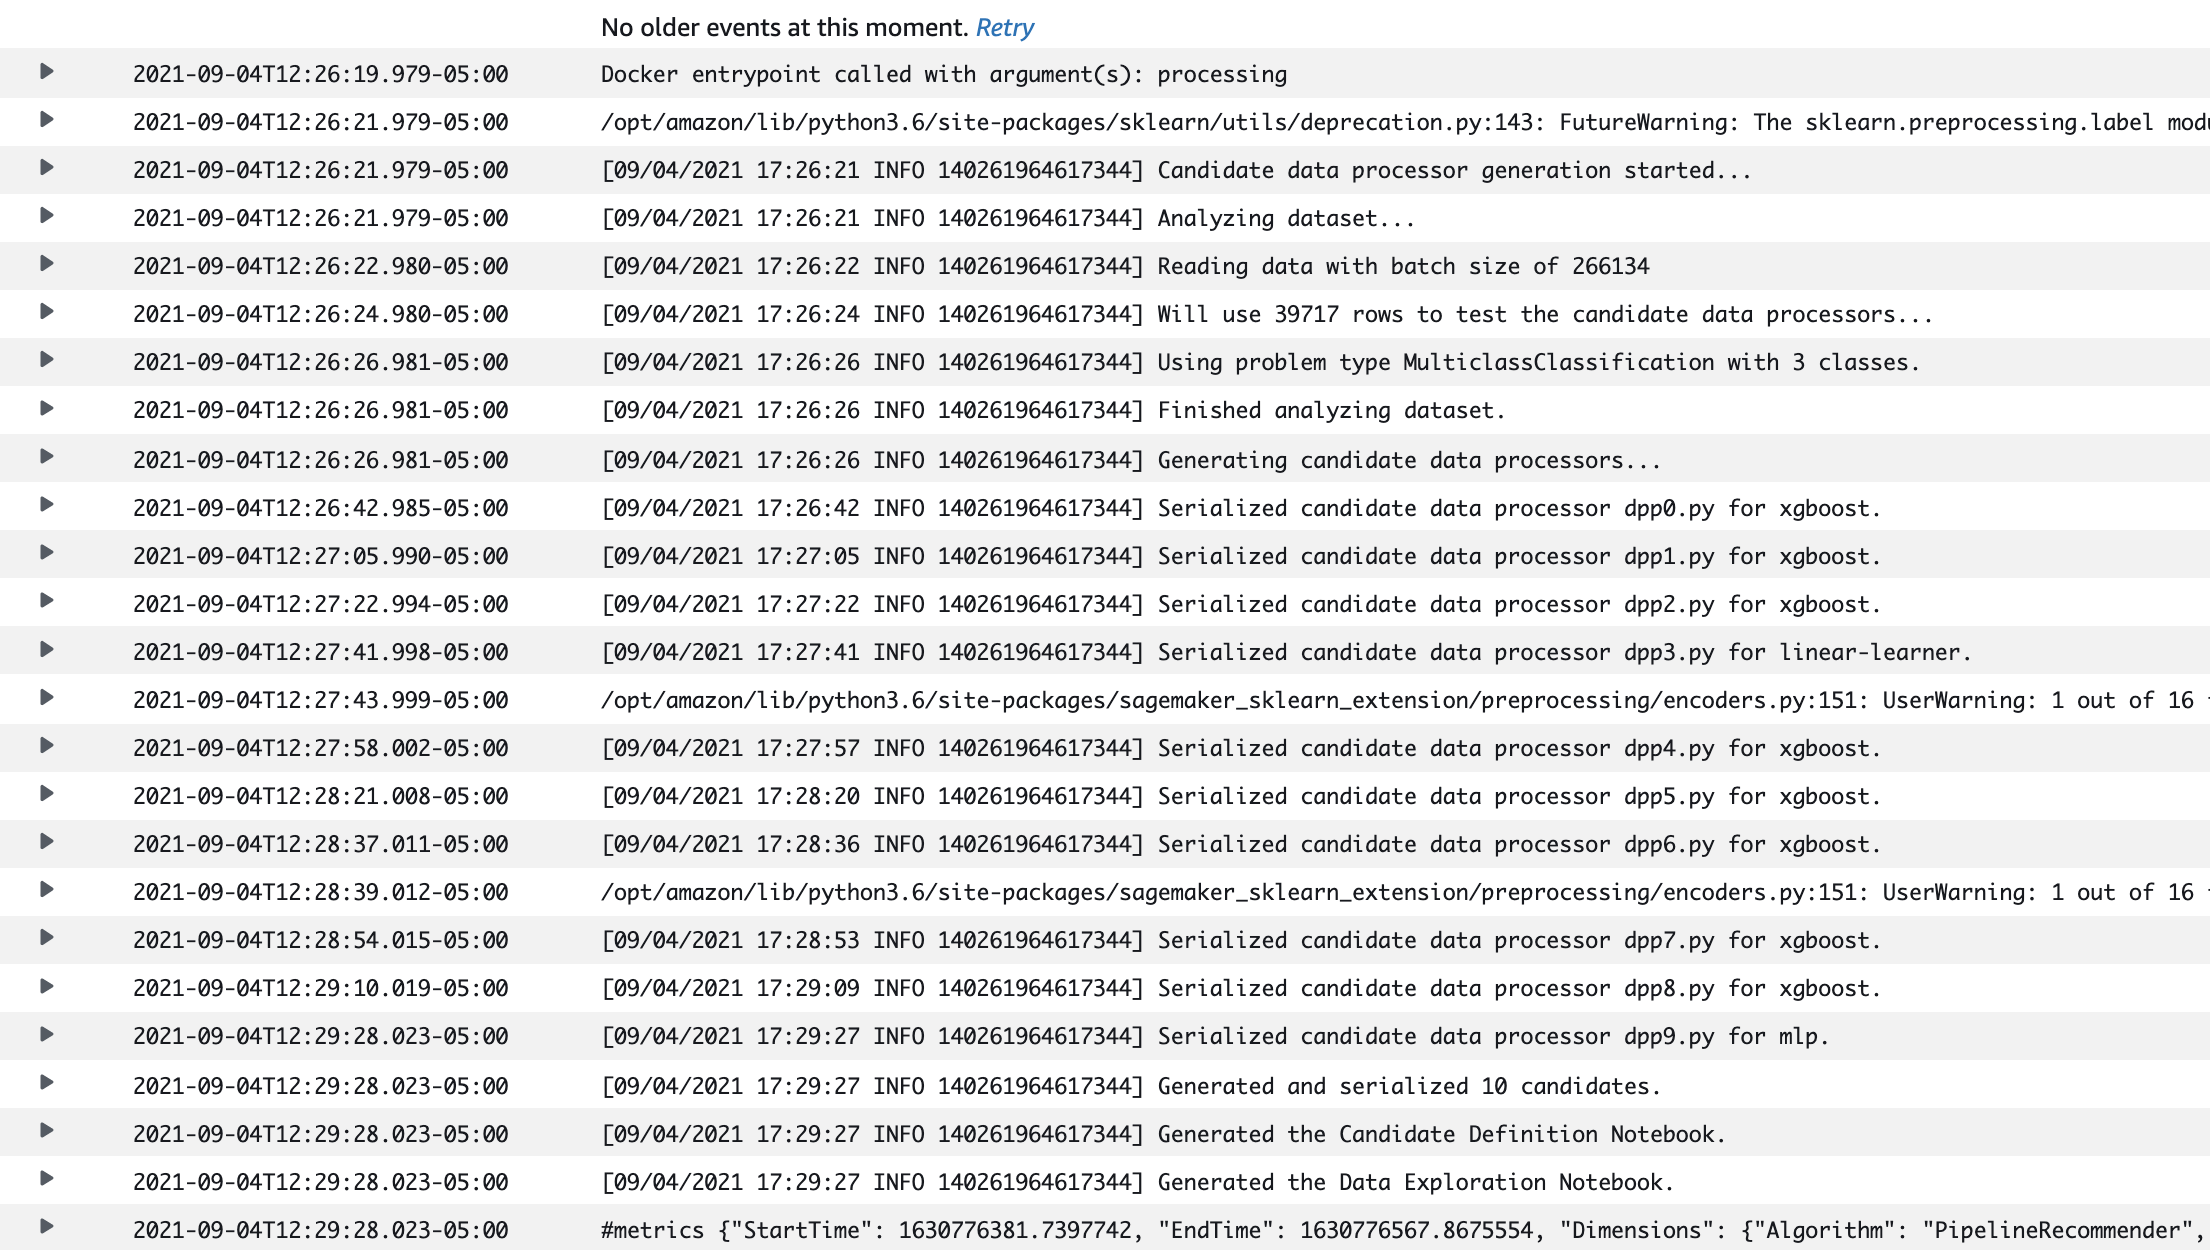 No older events at this moment. Retry
2021-09-04T12:26:19.979-05:00 Docker entrypoint called with argument(s): processing
2021-09-04T12:26:21.979-05:00 /opt/amazon/lib/python3.6/site-packages/sklearn/utils/deprecation.py:143: FutureWarning: The sklearn.preprocessing.label
2021-09-04T12:26:21.979-05:00 [09/04/2021 17:26:21 INFO 140261964617344] Candidate data processor generation started...
2021-09-04T12:26:21.979-05:00 [09/04/2021 17:26:21 INFO 140261964617344] Analyzing dataset...
2021-09-04T12:26:22.980-05:00 [09/04/2021 17:26:22 INFO 140261964617344] Reading data with batch size of 266134
2021-09-04T12:26:24.980-05:00 [09/04/2021 17:26:24 INFO 140261964617344] Will use 39717 rows to test the candidate data processors...
2021-09-04T12:26:26.981-05:00 [09/04/2021 17:26:26 INFO 140261964617344] Using problem type MulticlassClassification with 3 classes.
2021-09-04T12:26:26.981-05:00 [09/04/2021 17:26:26 INFO 140261964617344] Finished analyzing dataset.
2021-09-04T12:26:26.981-05:00 [09/04/2021 17:26:26 INFO 140261964617344] Generating candidate data processors...
2021-09-04T12:26:42.985-05:00 [09/04/2021 17:26:42 INFO 140261964617344] Serialized candidate data processor dpp0.py for xgboost.
2021-09-04T12:27:05.990-05:00 [09/04/2021 17:27:05 INFO 140261964617344] Serialized candidate data processor dpp1.py for xgboost.
2021-09-04T12:27:22.994-05:00 [09/04/2021 17:27:22 INFO 140261964617344] Serialized candidate data processor dpp2.py for xgboost.
2021-09-04T12:27:41.998-05:00 [09/04/2021 17:27:41 INFO 140261964617344] Serialized candidate data processor dpp3.py for linear-learner.
2021-09-04T12:27:43.999-05:00 /opt/amazon/lib/python3.6/site-packages/sagemaker_sklearn_extension/preprocessing/encoders.py:151: UserWarning: 1 out of 16
2021-09-04T12:27:58.002-05:00 [09/04/2021 17:27:57 INFO 140261964617344] Serialized candidate data processor dpp4.py for xgboost.
2021-09-04T12:28:21.008-05:00 [09/04/2021 17:28:20 INFO 140261964617344] Serialized candidate data processor dpp5.py for xgboost.
2021-09-04T12:28:37.011-05:00 [09/04/2021 17:28:36 INFO 140261964617344] Serialized candidate data processor dpp6.py for xgboost.
2021-09-04T12:28:39.012-05:00 /opt/amazon/lib/python3.6/site-packages/sagemaker_sklearn_extension/preprocessing/encoders.py:151: UserWarning: 1 out of 16
2021-09-04T12:28:54.015-05:00 [09/04/2021 17:28:53 INFO 140261964617344] Serialized candidate data processor dpp7.py for xgboost.
2021-09-04T12:29:10.019-05:00 [09/04/2021 17:29:09 INFO 140261964617344] Serialized candidate data processor dpp8.py for xgboost.
2021-09-04T12:29:28.023-05:00 [09/04/2021 17:29:27 INFO 140261964617344] Serialized candidate data processor dpp9.py for mlp.
2021-09-04T12:29:28.023-05:00 [09/04/2021 17:29:27 INFO 140261964617344] Generated and serialized 10 candidates.
2021-09-04T12:29:28.023-05:00 [09/04/2021 17:29:27 INFO 140261964617344] Generated the Candidate Definition Notebook.
2021-09-04T12:29:28.023-05:00 [09/04/2021 17:29:27 INFO 140261964617344] Generated the Data Exploration Notebook.
2021-09-04T12:29:28.023-05:00 #metrics {"StartTime": 1630776381.7397742, "EndTime": 1630776567.8675554, "Dimensions": {"Algorithm": "PipelineRecommender",